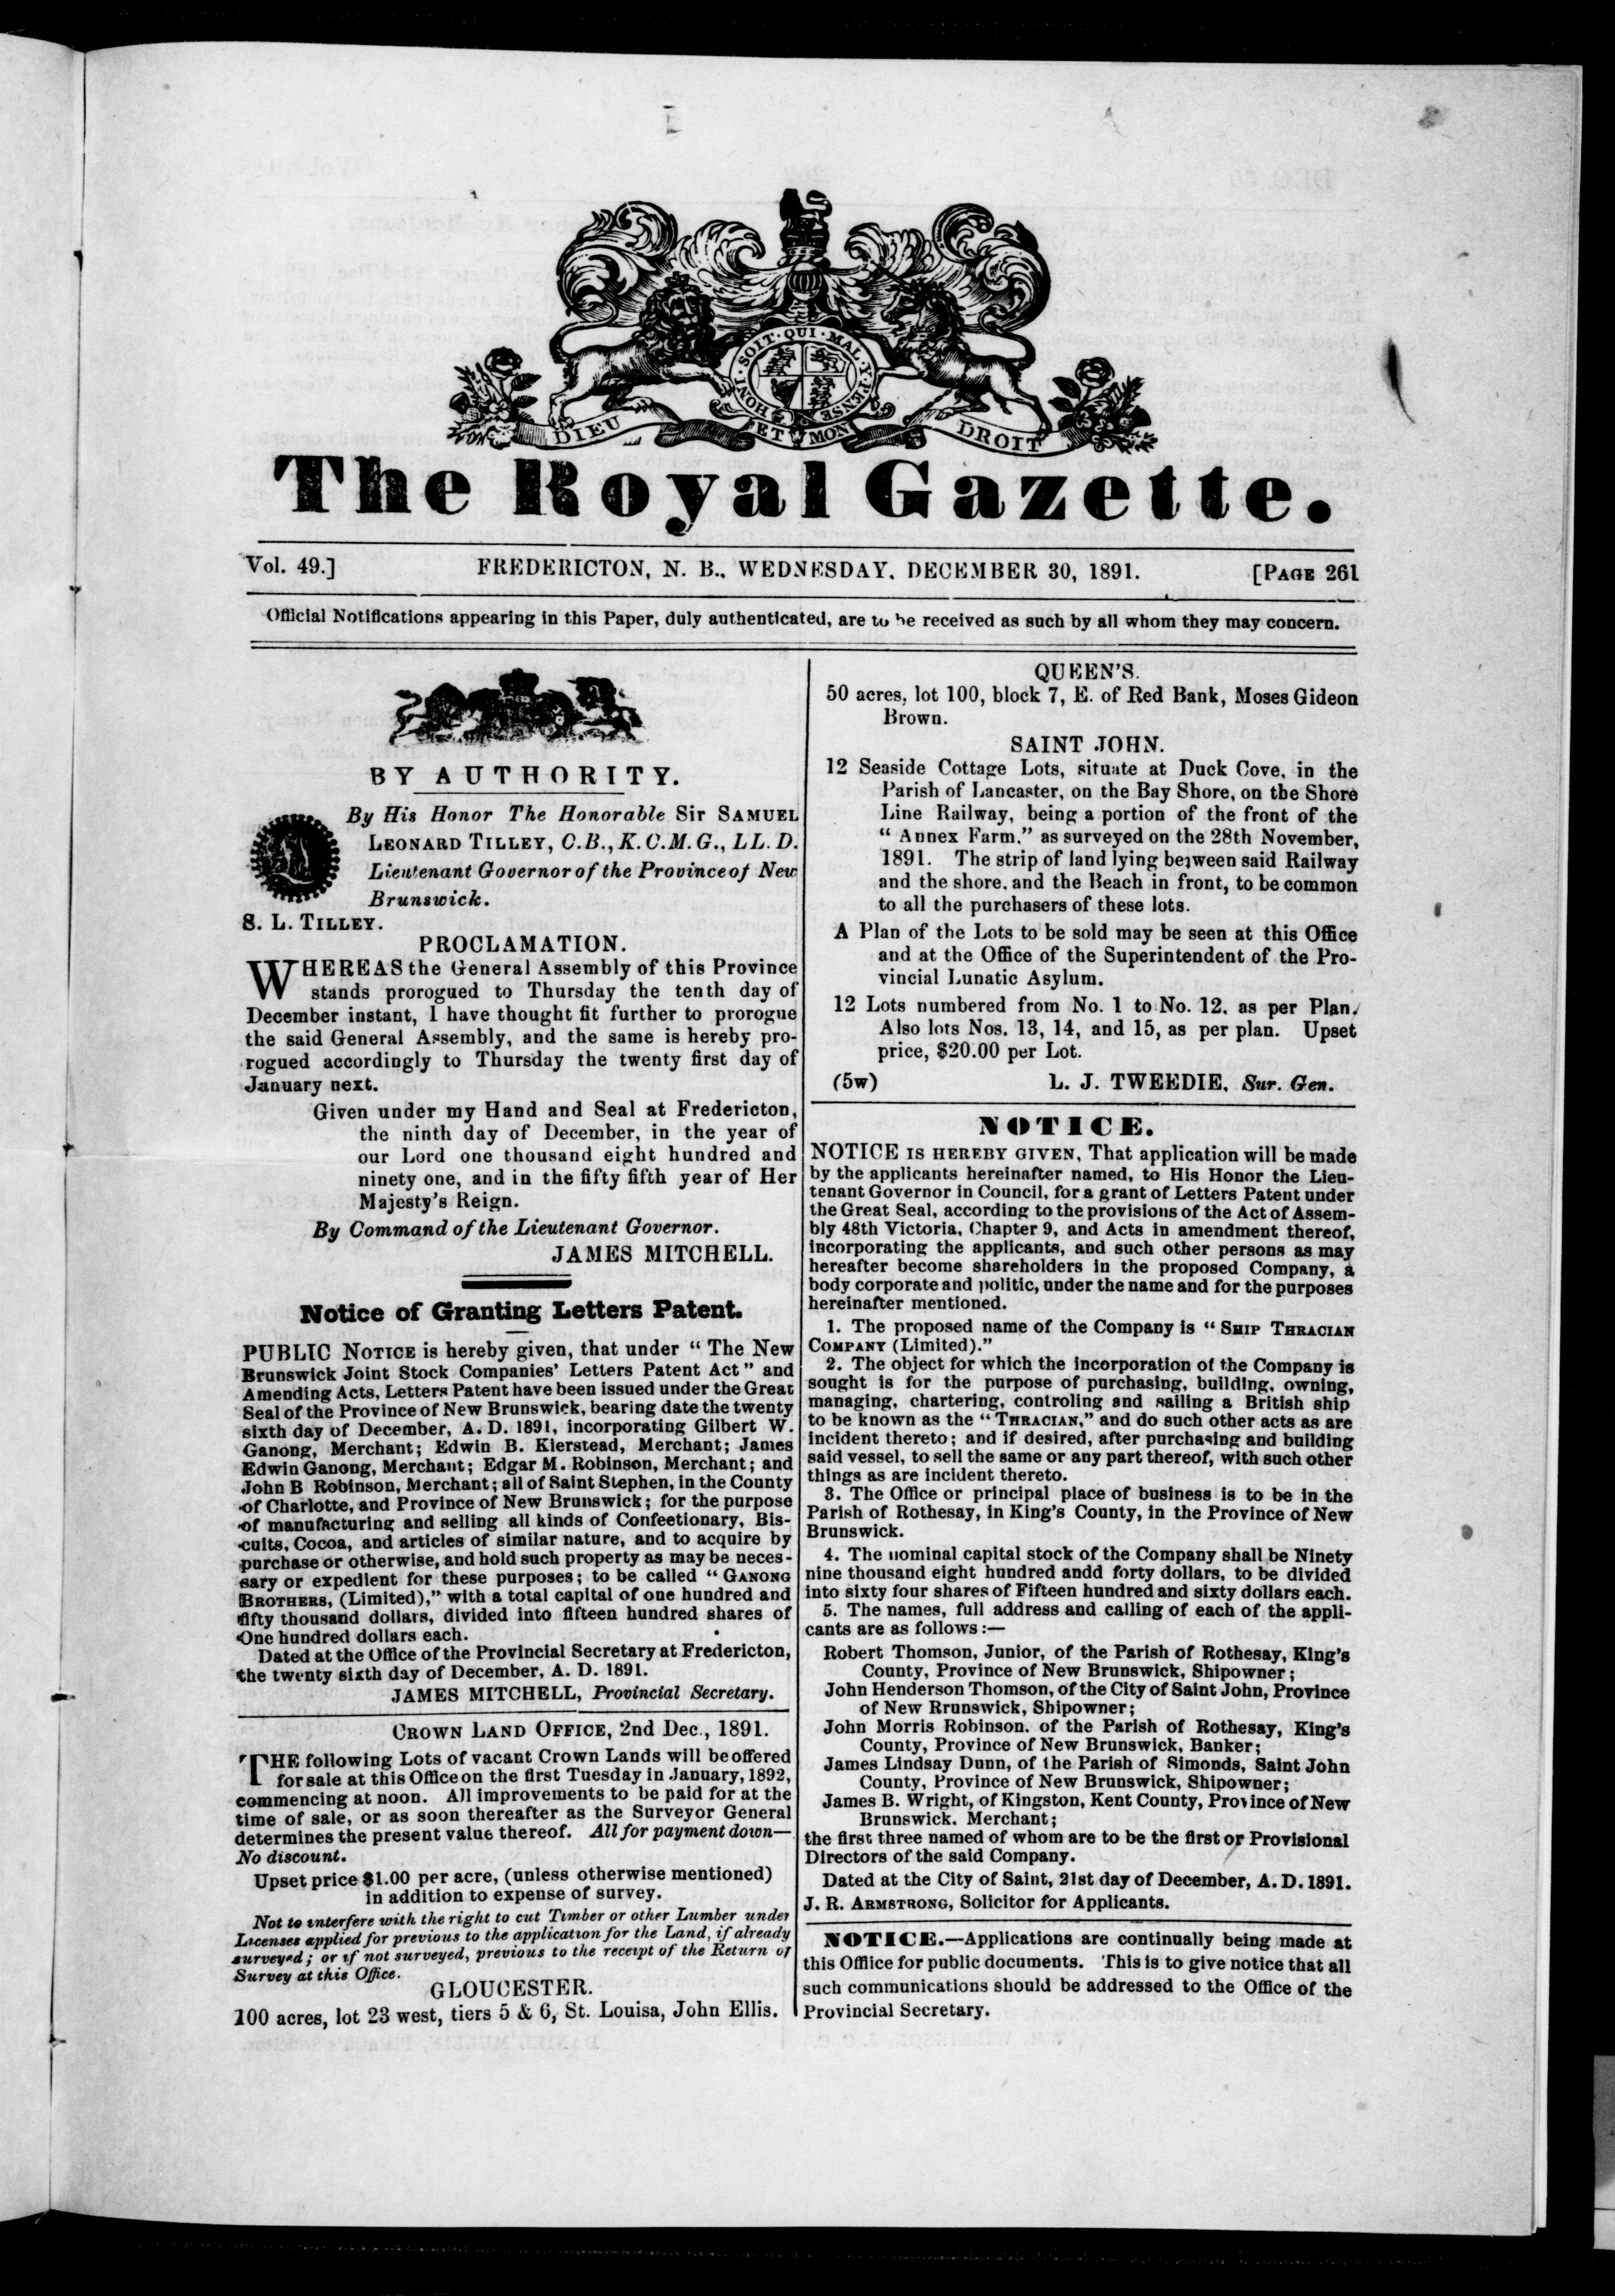 HONI · SOIT · QUI · MAL · Y · PENSE
DIEU ET MON DROIT
The Royal Gazette.
Vol. 49.] FREDERICTON, N. B., WEDNESDAY, DECEMBER 30, 1891. [PAGE 261
Official Notifications appearing in this Paper, duly authenticated, are to be received as such by all whom they may concern.
BY AUTHORITY.
By His Honor The Honorable Sir SAMUEL
LEONARD TILLEY, C.B., K.C.M.G., LL.D.
Lieutenant Governor of the Province of New
Brunswick.
S. L. TILLEY.
PROCLAMATION.
WHEREAS the General Assembly of this Province
stands prorogued to Thursday the tenth day of
December instant, I have thought fit further to prorogue
the said General Assembly, and the same is hereby pro-
rogued accordingly to Thursday the twenty first day of
January next.
Given under my Hand and Seal at Fredericton,
the ninth day of December, in the year of
our Lord one thousand eight hundred and
ninety one, and in the fifty fifth year of Her
Majesty's Reign.
By Command of the Lieutenant Governor.
JAMES MITCHELL.
Notice of Granting Letters Patent.
PUBLIC NOTICE is hereby given, that under “ The New
Brunswick Joint Stock Companies' Letters Patent Act ” and
Amending Acts, Letters Patent have been issued under the Great
Seal of the Province of New Brunswick, bearing date the twenty
sixth day of December, A. D. 1891, incorporating Gilbert W.
Ganong, Merchant; Edwin B. Kierstead, Merchant; James
Edwin Ganong, Merchant; Edgar M. Robinson, Merchant; and
John B Robinson, Merchant; all of Saint Stephen, in the County
of Charlotte, and Province of New Brunswick; for the purpose
of manufacturing and selling all kinds of Confectionary, Bis-
cuits, Cocoa, and articles of similar nature, and to acquire by
purchase or otherwise, and hold such property as may be neces-
sary or expedient for these purposes; to be called “ GANONG
BROTHERS, (Limited),” with a total capital of one hundred and
fifty thousand dollars, divided into fifteen hundred shares of
One hundred dollars each.
Dated at the Office of the Provincial Secretary at Fredericton,
the twenty sixth day of December, A. D. 1891.
JAMES MITCHELL, Provincial Secretary.
CROWN LAND OFFICE, 2nd Dec., 1891.
THE following Lots of vacant Crown Lands will be offered
for sale at this Office on the first Tuesday in January, 1892,
commencing at noon. All improvements to be paid for at the
time of sale, or as soon thereafter as the Surveyor General
determines the present value thereof. All for payment down—
No discount.
Upset price $1.00 per acre, (unless otherwise mentioned)
in addition to expense of survey.
Not to interfere with the right to cut Timber or other Lumber under
Licenses applied for previous to the application for the Land, if already
surveyed; or if not surveyed, previous to the receipt of the Return of
Survey at this Office.
GLOUCESTER.
100 acres, lot 23 west, tiers 5 & 6, St. Louisa, John Ellis.
QUEEN'S.
50 acres, lot 100, block 7, E. of Red Bank, Moses Gideon
Brown.
SAINT JOHN.
12 Seaside Cottage Lots, situate at Duck Cove, in the
Parish of Lancaster, on the Bay Shore, on the Shore
Line Railway, being a portion of the front of the
“ Annex Farm,” as surveyed on the 28th November,
1891. The strip of land lying between said Railway
and the shore, and the Beach in front, to be common
to all the purchasers of these lots.
A Plan of the Lots to be sold may be seen at this Office
and at the Office of the Superintendent of the Pro-
vincial Lunatic Asylum.
12 Lots numbered from No. 1 to No. 12, as per Plan.
Also lots Nos. 13, 14, and 15, as per plan. Upset
price, $20.00 per Lot.
(5w) L. J. TWEEDIE, Sur. Gen.
NOTICE.
NOTICE IS HEREBY GIVEN, That application will be made
by the applicants hereinafter named, to His Honor the Lieu-
tenant Governor in Council, for a grant of Letters Patent under
the Great Seal, according to the provisions of the Act of Assem-
bly 48th Victoria, Chapter 9, and Acts in amendment thereof,
incorporating the applicants, and such other persons as may
hereafter become shareholders in the proposed Company, a
body corporate and politic, under the name and for the purposes
hereinafter mentioned.
1. The proposed name of the Company is “ SHIP THRACIAN
COMPANY (Limited).”
2. The object for which the incorporation of the Company is
sought is for the purpose of purchasing, building, owning,
managing, chartering, controling and sailing a British ship
to be known as the “ THRACIAN,” and do such other acts as are
incident thereto; and if desired, after purchasing and building
said vessel, to sell the same or any part thereof, with such other
things as are incident thereto.
3. The Office or principal place of business is to be in the
Parish of Rothesay, in King's County, in the Province of New
Brunswick.
4. The nominal capital stock of the Company shall be Ninety
nine thousand eight hundred andd forty dollars, to be divided
into sixty four shares of Fifteen hundred and sixty dollars each.
5. The names, full address and calling of each of the appli-
cants are as follows :—
Robert Thomson, Junior, of the Parish of Rothesay, King's
County, Province of New Brunswick, Shipowner;
John Henderson Thomson, of the City of Saint John, Province
of New Rrunswick, Shipowner;
John Morris Robinson, of the Parish of Rothesay, King's
County, Province of New Brunswick, Banker;
James Lindsay Dunn, of the Parish of Simonds, Saint John
County, Province of New Brunswick, Shipowner;
James B. Wright, of Kingston, Kent County, Province of New
Brunswick, Merchant;
the first three named of whom are to be the first or Provisional
Directors of the said Company.
Dated at the City of Saint, 21st day of December, A. D. 1891.
J. R. ARMSTRONG, Solicitor for Applicants.
NOTICE.—Applications are continually being made at
this Office for public documents. This is to give notice that all
such communications should be addressed to the Office of the
Provincial Secretary.